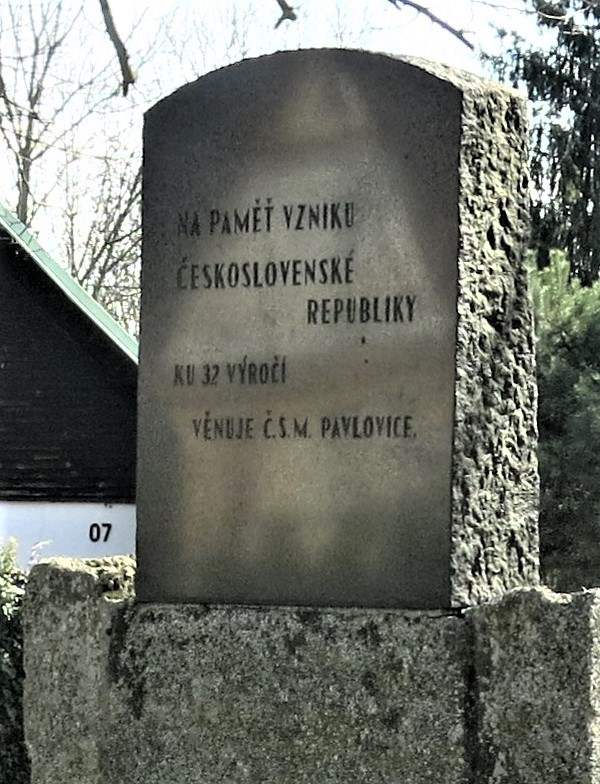 NA PAMĚŤ VZNIKU
ČESKOSLOVENSKÉ
REPUBLIKY
KU 32 VÝROČÍ
VĚNUJE Č.S.M. PAVLOVICE.
07